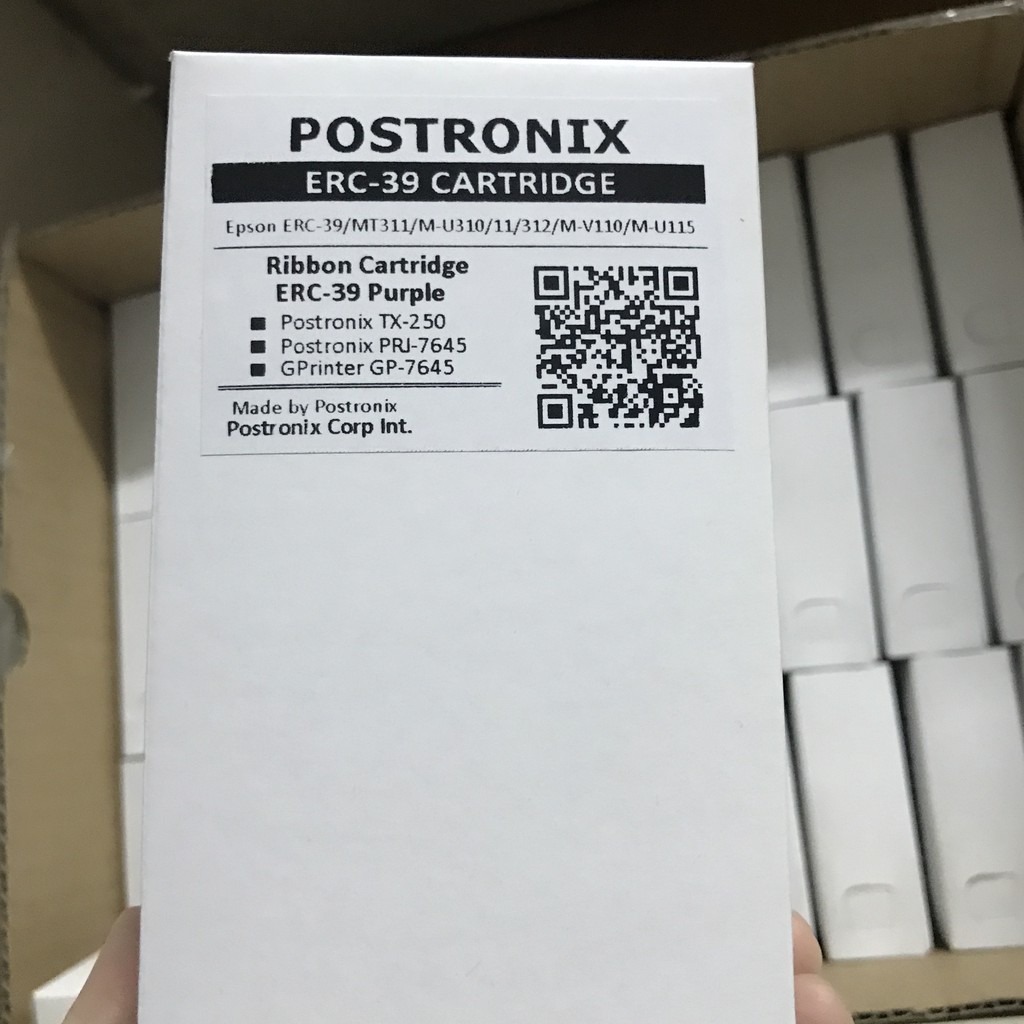 POSTRONIX
ERC-39 CARTRIDGE
Epson ERC-39/MT311/M-U310/11/312/M-V110/M-U115
Ribbon Cartridge
ERC-39 Purple
■ Postronix TX-250
■ Postronix PRJ-7645
■ GPrinter GP-7645
Made by Postronix
Postronix Corp Int.